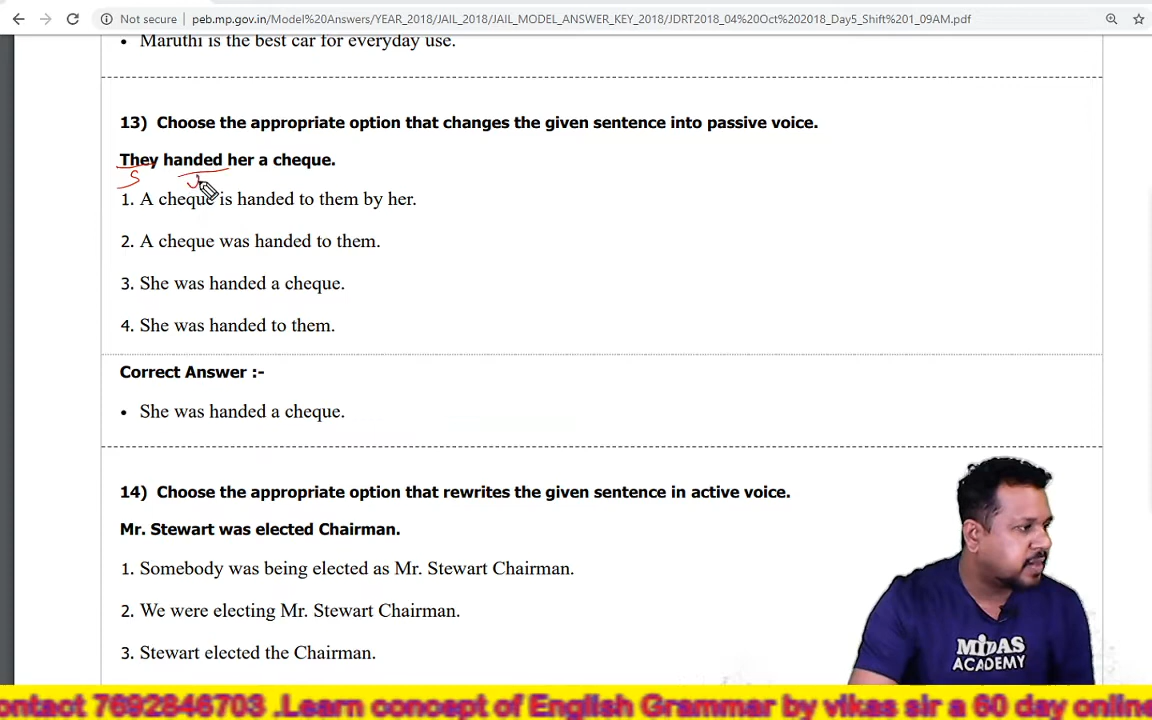 Not secure | peb.mp.gov.in/Model%20Answers/YEAR_2018/JAIL_2018/JAIL_MODEL_ANSWER_KEY_2018/JDRT2018_04%20Oct%202018_Day5_Shift%201_09AM.pdf
• Maruthi is the best car for everyday use.
13) Choose the appropriate option that changes the given sentence into passive voice.
They handed her a cheque.
S
1. A cheque is handed to them by her.
2. A cheque was handed to them.
3. She was handed a cheque.
4. She was handed to them.
Correct Answer :-
• She was handed a cheque.
14) Choose the appropriate option that rewrites the given sentence in active voice.
Mr. Stewart was elected Chairman.
1. Somebody was being elected as Mr. Stewart Chairman.
2. We were electing Mr. Stewart Chairman.
3. Stewart elected the Chairman.
MIDAS
ACADEMY
ontact 7692846703 .Learn concept of English Grammar by vikas sir a 60 day online